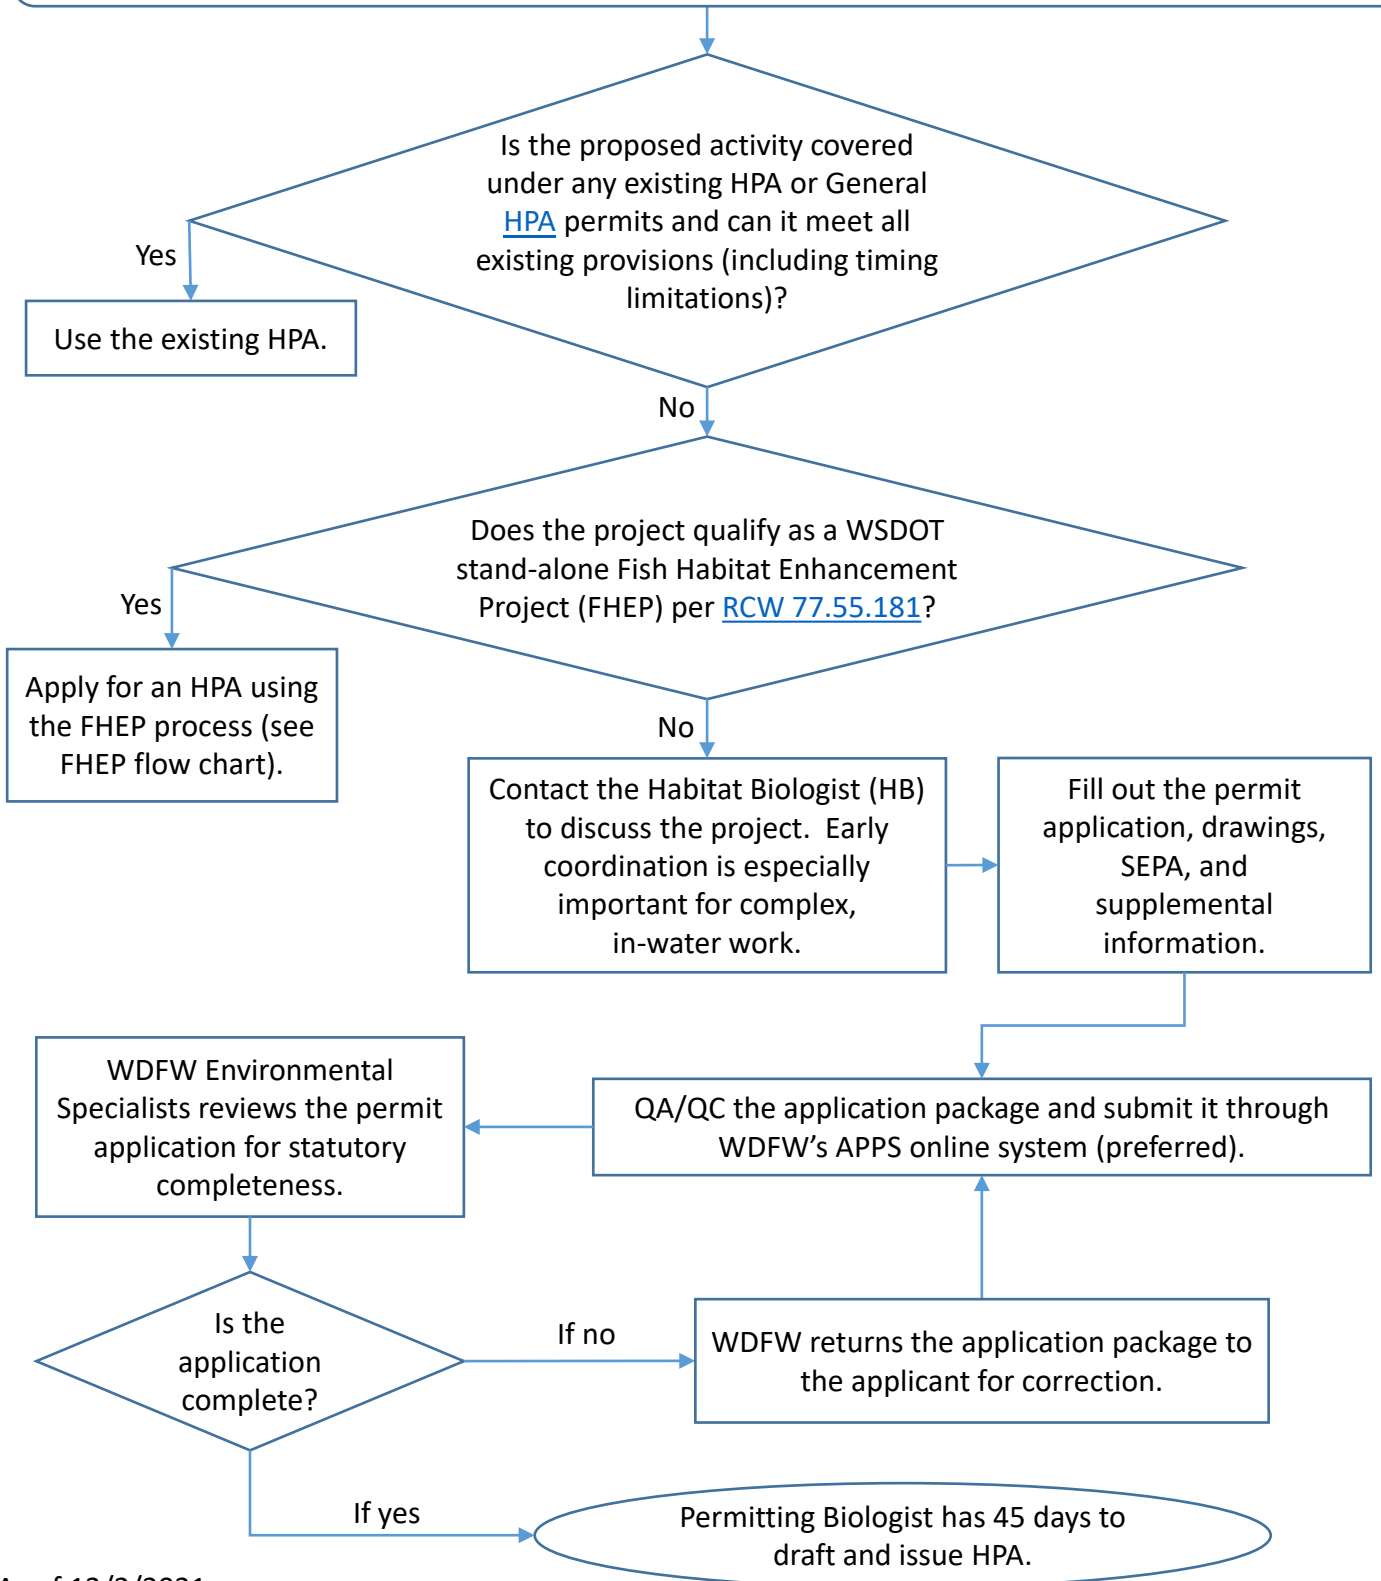 Is the proposed activity covered
under any existing HPA or General
HPA permits and can it meet all
existing provisions (including timing
limitations)?
Yes
Use the existing HPA.
No
Does the project qualify as a WSDOT
stand-alone Fish Habitat Enhancement
Project (FHEP) per RCW 77.55.181?
Yes
Apply for an HPA using
the FHEP process (see
FHEP flow chart).
No
Contact the Habitat Biologist (HB)
to discuss the project.  Early
coordination is especially
important for complex,
in-water work.
Fill out the permit
application, drawings,
SEPA, and
supplemental
information.
WDFW Environmental
Specialists reviews the permit
application for statutory
completeness.
QA/QC the application package and submit it through
WDFW’s APPS online system (preferred).
Is the
application
complete?
If no
WDFW returns the application package to
the applicant for correction.
If yes
Permitting Biologist has 45 days to
draft and issue HPA.